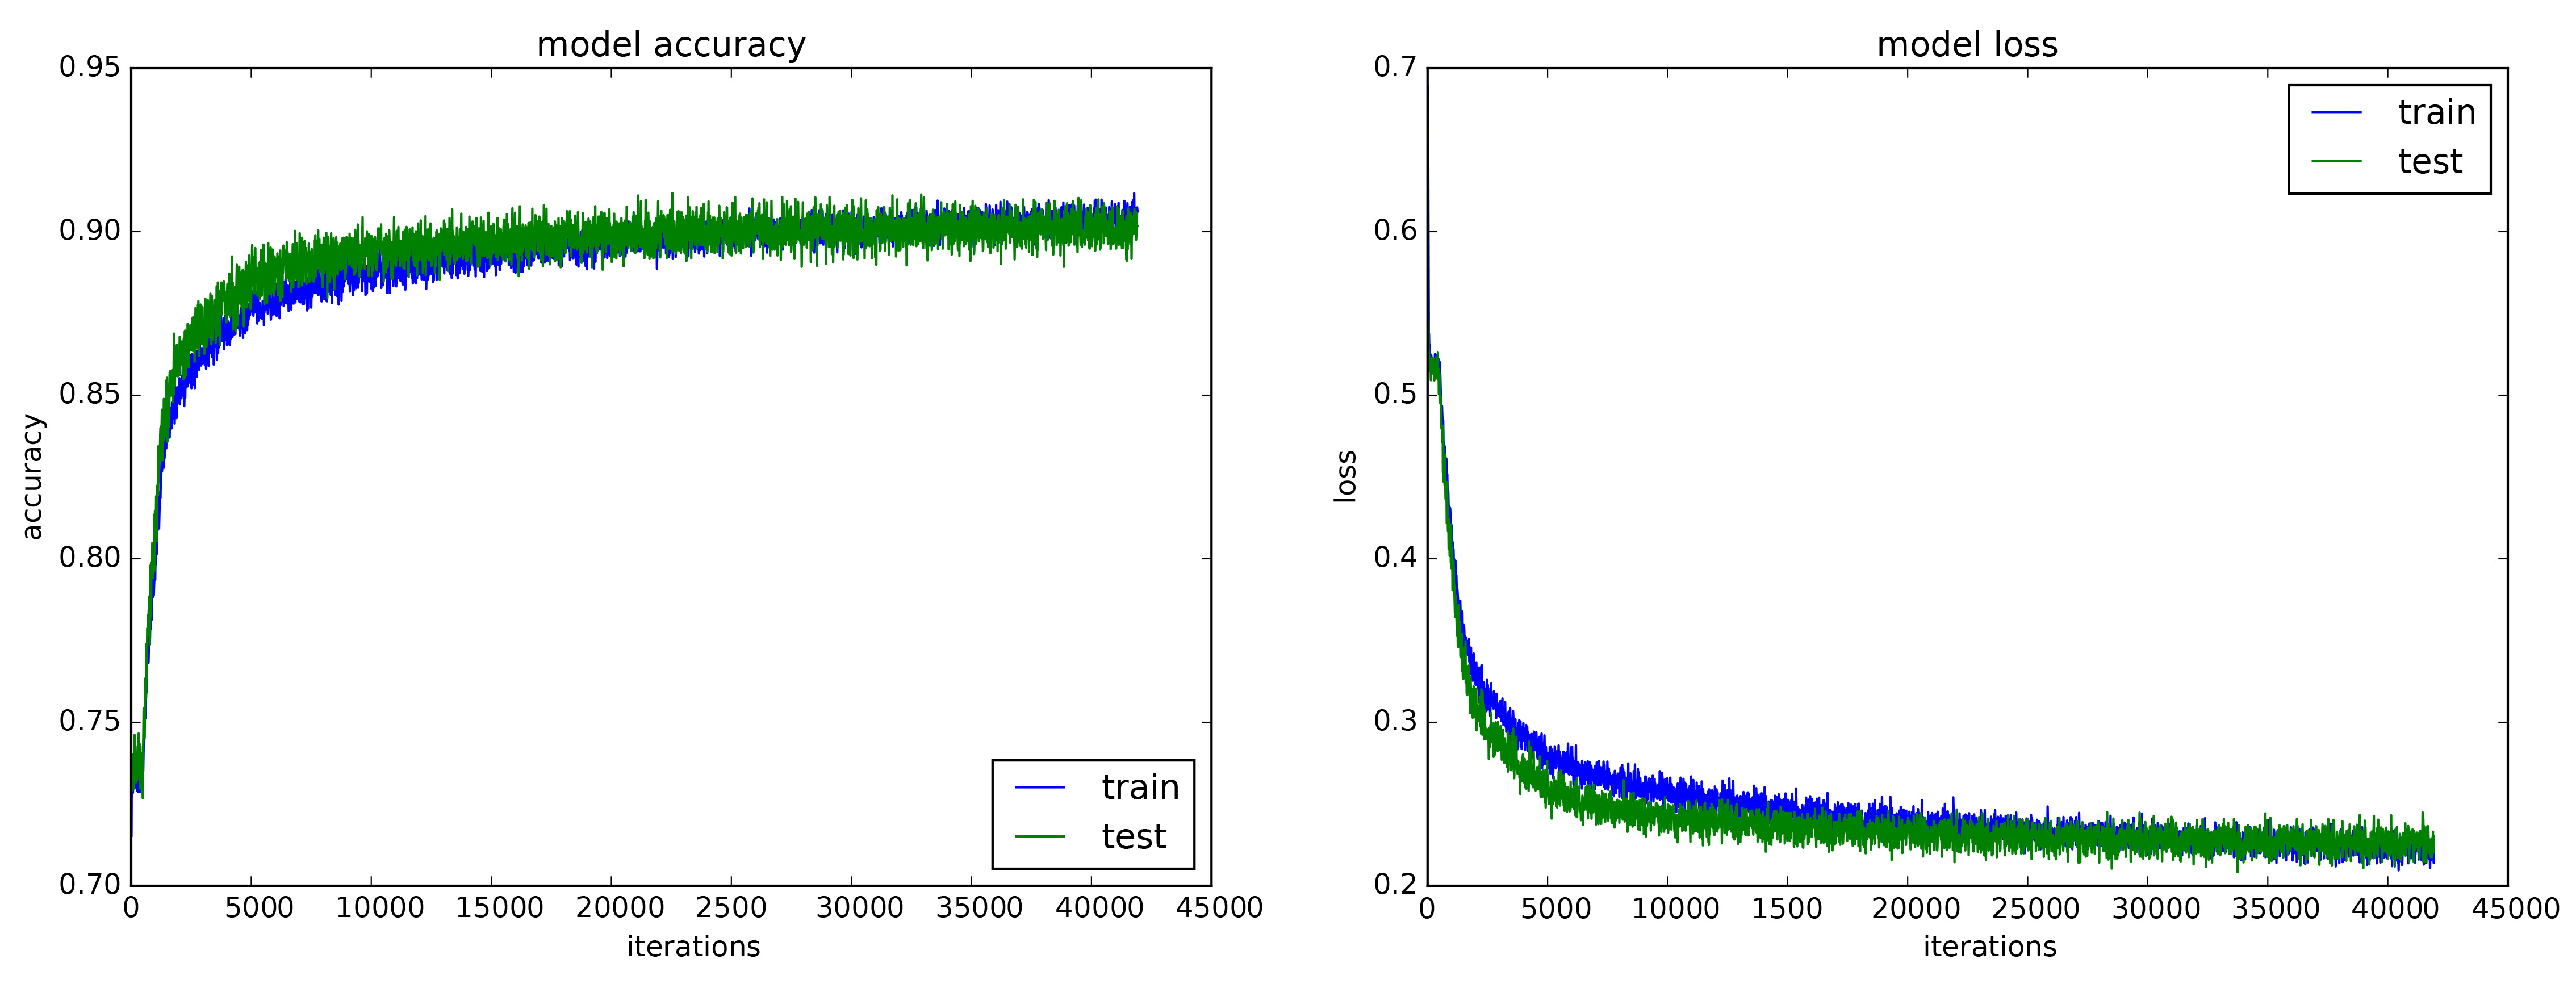 model accuracy
0.95
0.90
0.85
0.80
0.75
0.70
accuracy
0 5000 10000 15000 20000 2500 30000 35000 40000 45000
iterations
train
test
model loss
0.7
0.6
0.5
0.4
0.3
0.2
loss
0 5000 10000 1500 20000 25000 30000 35000 40000 45000
iterations
train
test